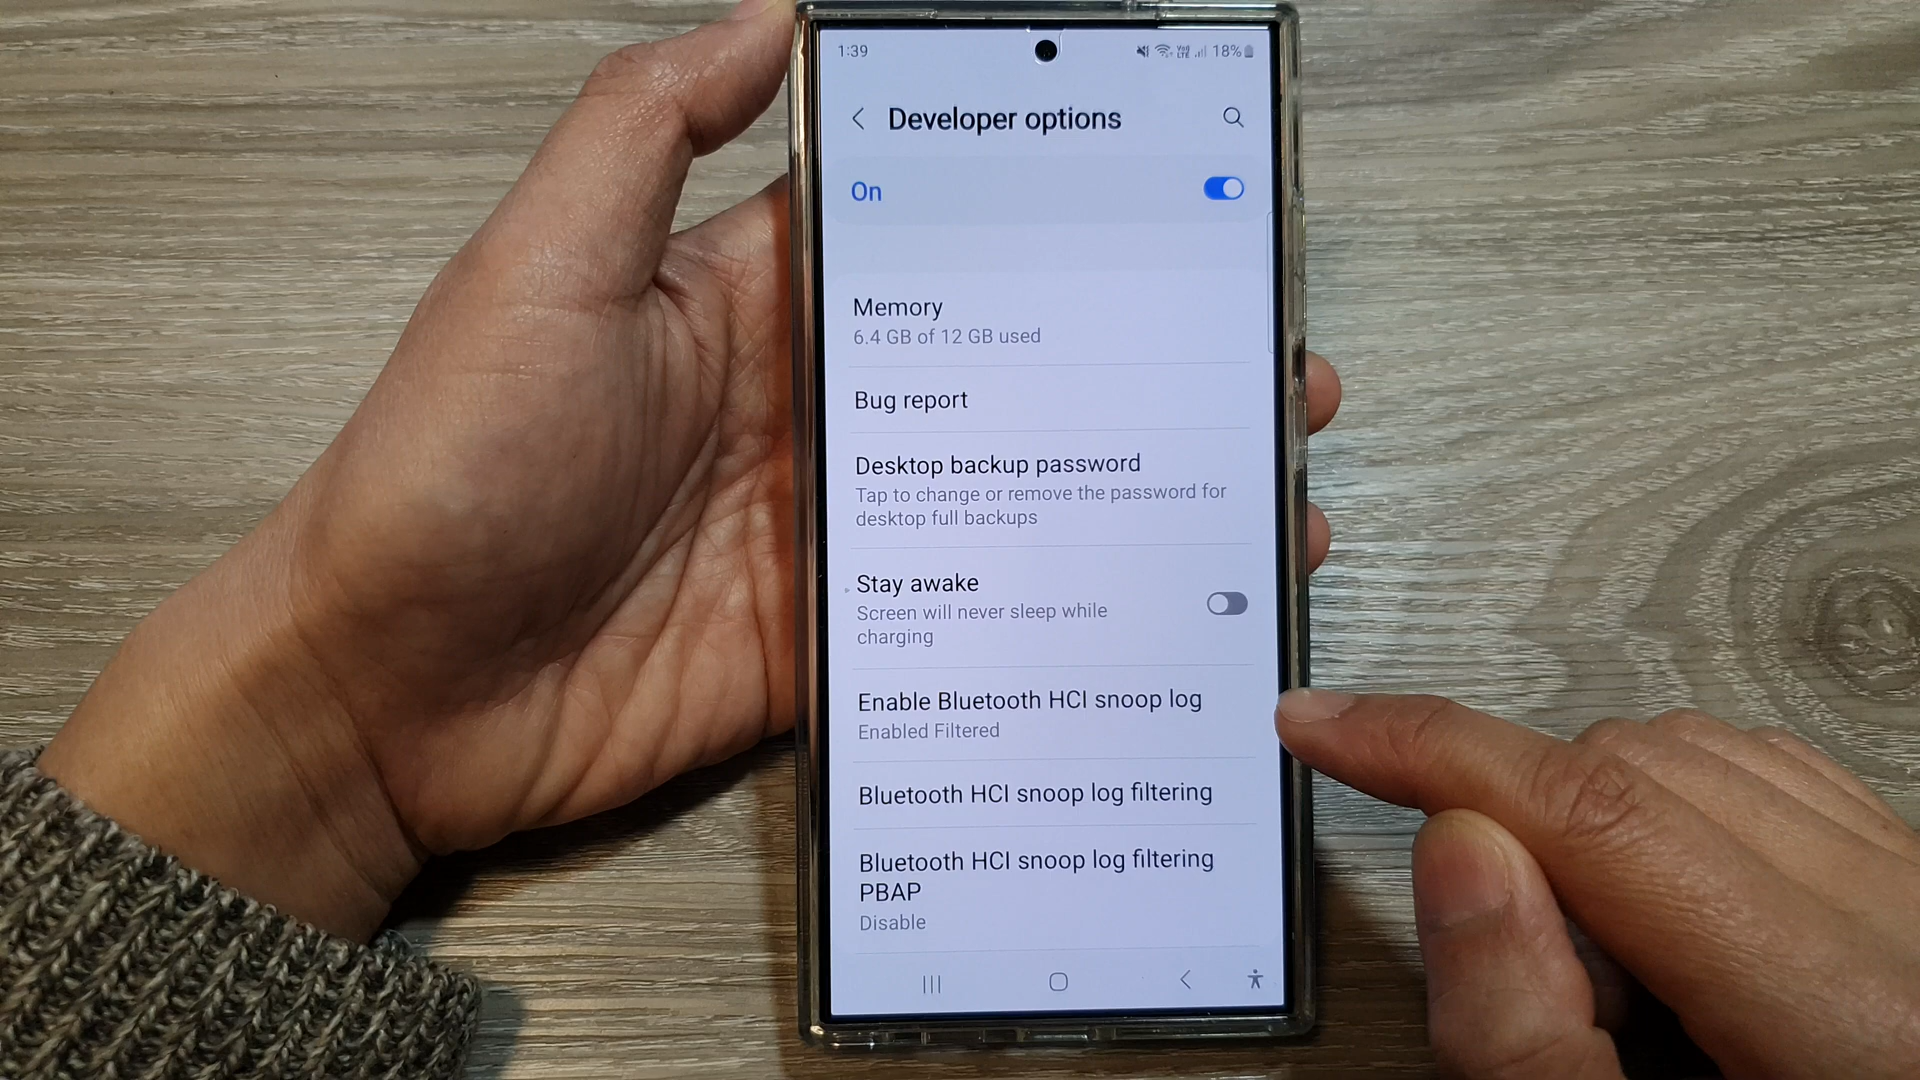 1:39
18%
Developer options
On
Memory
6.4 GB of 12 GB used
Bug report
Desktop backup password
Tap to change or remove the password for
desktop full backups
Stay awake
Screen will never sleep while
charging
Enable Bluetooth HCI snoop log
Enabled Filtered
Bluetooth HCI snoop log filtering
Bluetooth HCI snoop log filtering
PBAP
Disable